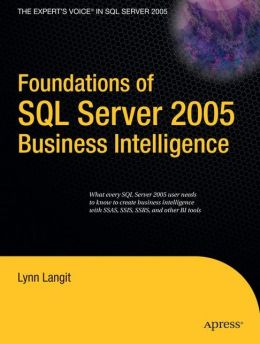 THE EXPERT'S VOICE® IN SQL SERVER 2005
Foundations of
SQL Server 2005
Business Intelligence
What every SQL Server 2005 user needs
to know to create business intelligence
with SSAS, SSIS, SSRS, and other BI tools
Lynn Langit
Apress®